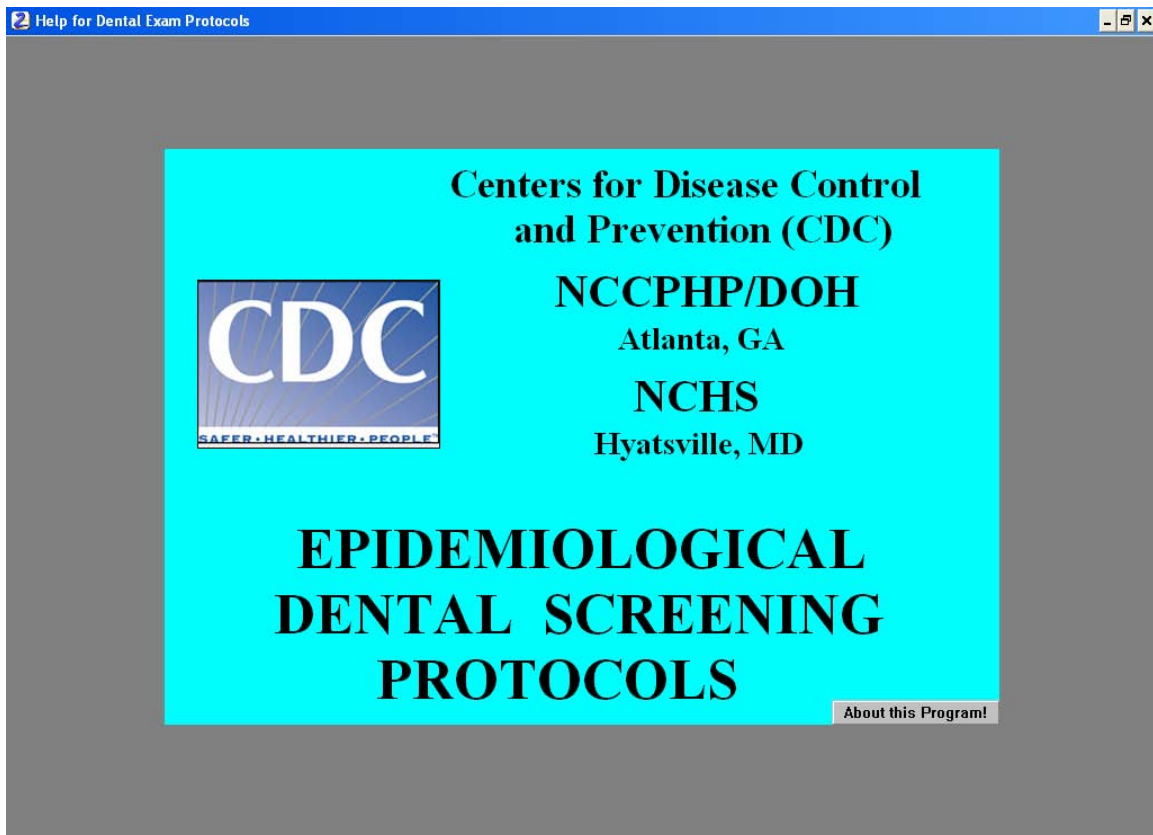 Help for Dental Exam Protocols
Centers for Disease Control
and Prevention (CDC)
NCCPHP/DOH
Atlanta, GA
NCHS
Hyatsville, MD
CDC
SAFER • HEALTHIER • PEOPLE™
EPIDEMIOLOGICAL
DENTAL SCREENING
PROTOCOLS
About this Program!